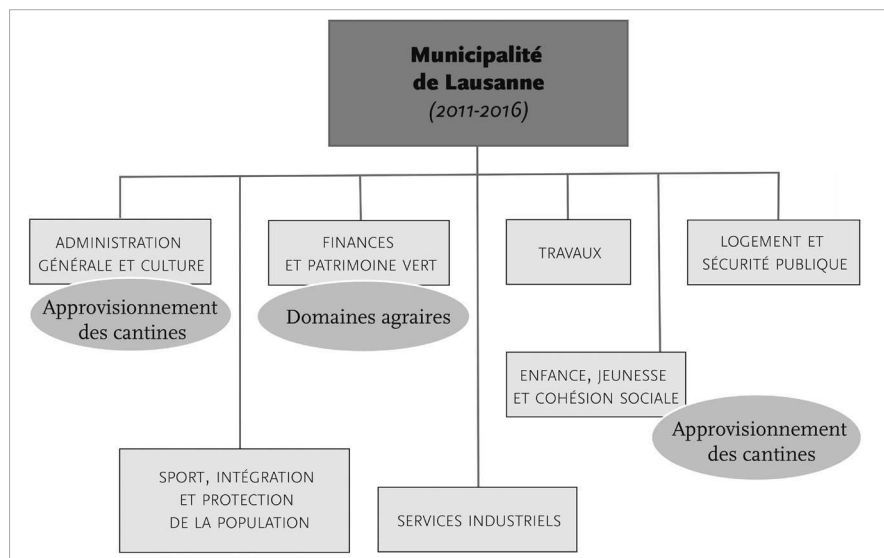 Municipalité
de Lausanne
(2011-2016)
ADMINISTRATION
GÉNÉRALE ET CULTURE
Approvisionnement
des cantines
FINANCES
ET PATRIMOINE VERT
Domaines agraires
TRAVAUX
LOGEMENT ET
SÉCURITÉ PUBLIQUE
ENFANCE, JEUNESSE
ET COHÉSION SOCIALE
Approvisionnement
des cantines
SPORT, INTÉGRATION
ET PROTECTION
DE LA POPULATION
SERVICES INDUSTRIELS